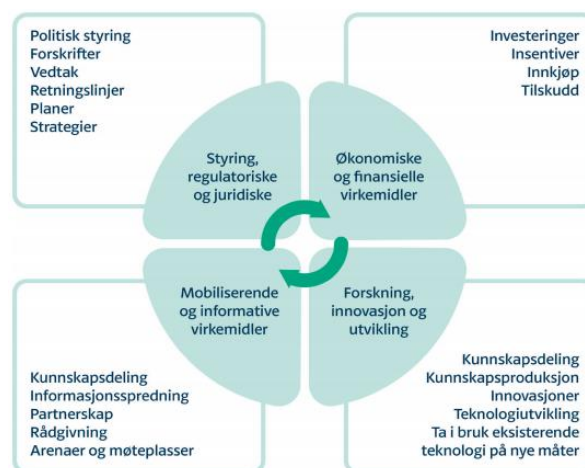 Politisk styring
Forskrifter
Vedtak
Retningslinjer
Planer
Strategier
Investeringer
Insentiver
Innkjøp
Tilskudd
Styring,
regulatoriske
og juridiske
Økonomiske
og finansielle
virkemidler
Mobiliserende
og informative
virkemidler
Forskning,
innovasjon og
utvikling
Kunnskapsdeling
Informasjonsspredning
Partnerskap
Rådgivning
Arenaer og møteplasser
Kunnskapsdeling
Kunnskapsproduksjon
Innovasjoner
Teknologiutvikling
Ta i bruk eksisterende
teknologi på nye måter